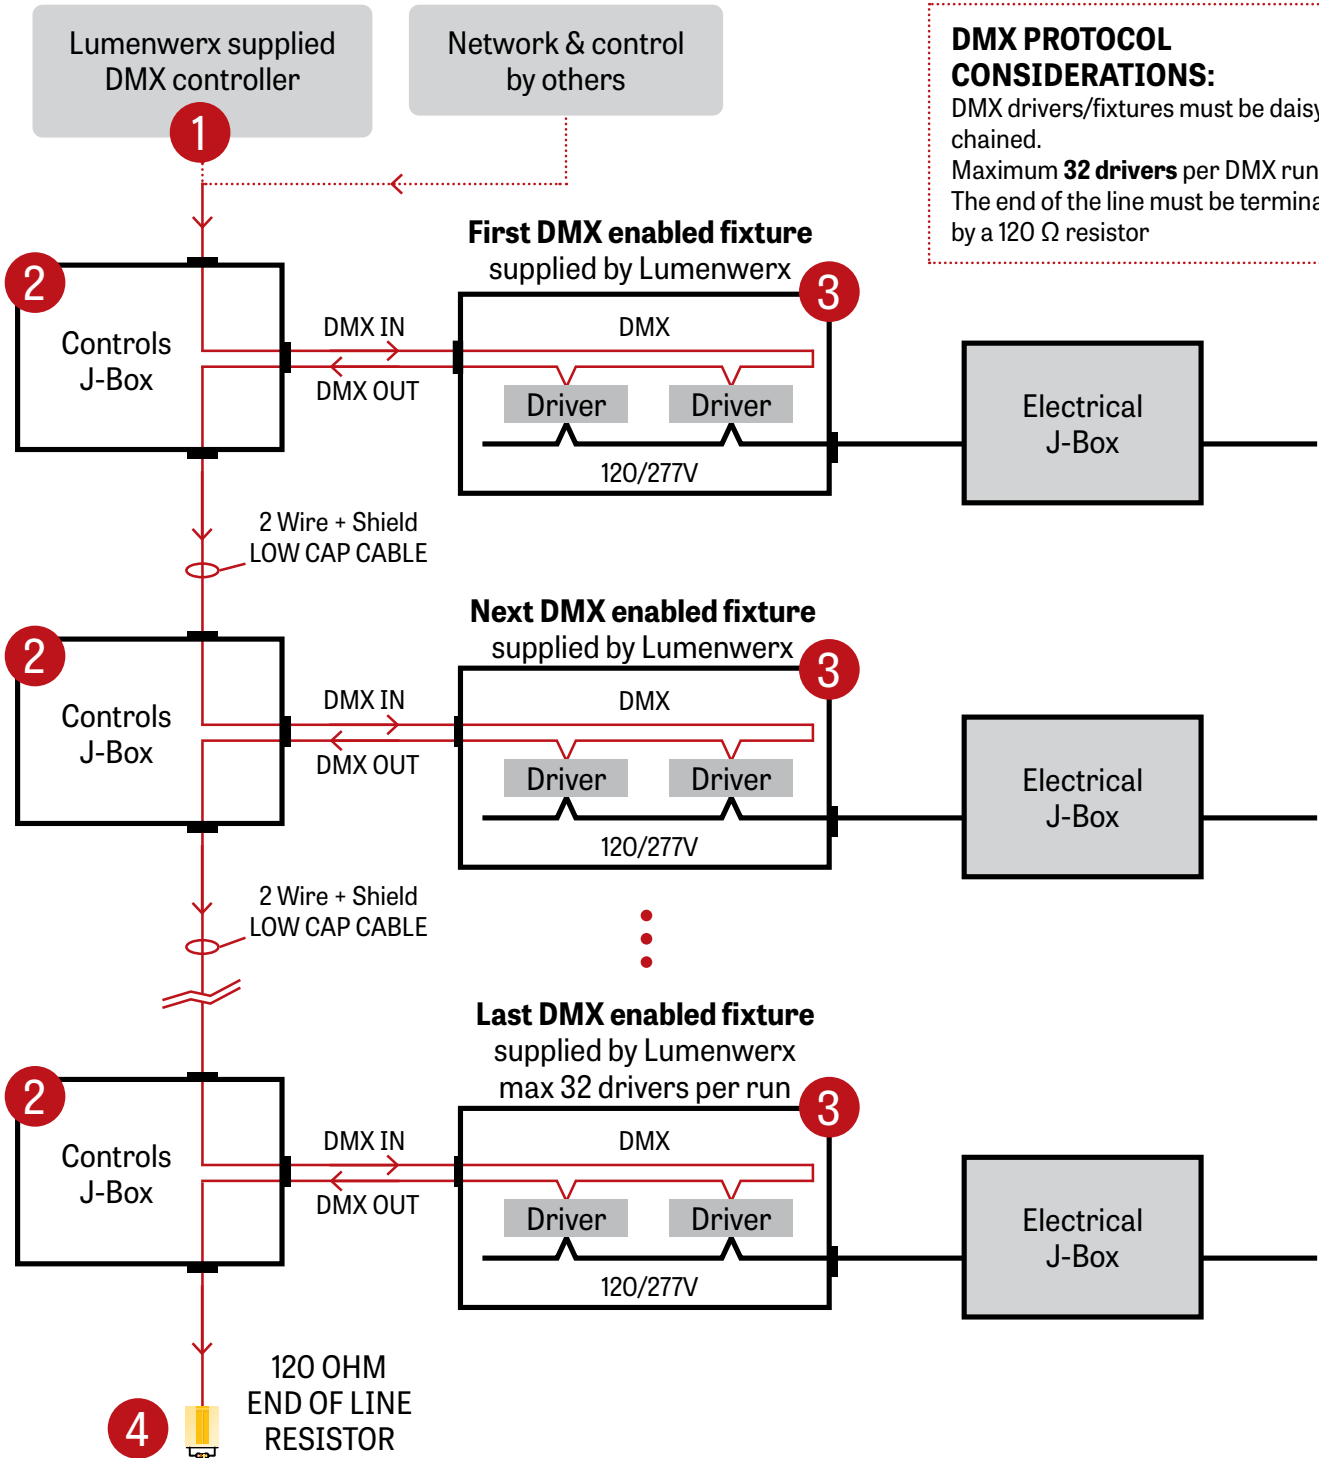 Lumenwerx supplied
DMX controller
Network & control
by others
1
DMX PROTOCOL
CONSIDERATIONS:
DMX drivers/fixtures must be daisy
chained.
Maximum 32 drivers per DMX run
The end of the line must be termina
by a 120 Ω resistor
First DMX enabled fixture
supplied by Lumenwerx
2
Controls
J-Box
DMX IN
DMX OUT
3
DMX
Driver
Driver
120/277V
Electrical
J-Box
2 Wire + Shield
LOW CAP CABLE
Next DMX enabled fixture
supplied by Lumenwerx
2
Controls
J-Box
DMX IN
DMX OUT
3
DMX
Driver
Driver
120/277V
Electrical
J-Box
2 Wire + Shield
LOW CAP CABLE
Last DMX enabled fixture
supplied by Lumenwerx
max 32 drivers per run
2
Controls
J-Box
DMX IN
DMX OUT
3
DMX
Driver
Driver
120/277V
Electrical
J-Box
4
120 OHM
END OF LINE
RESISTOR